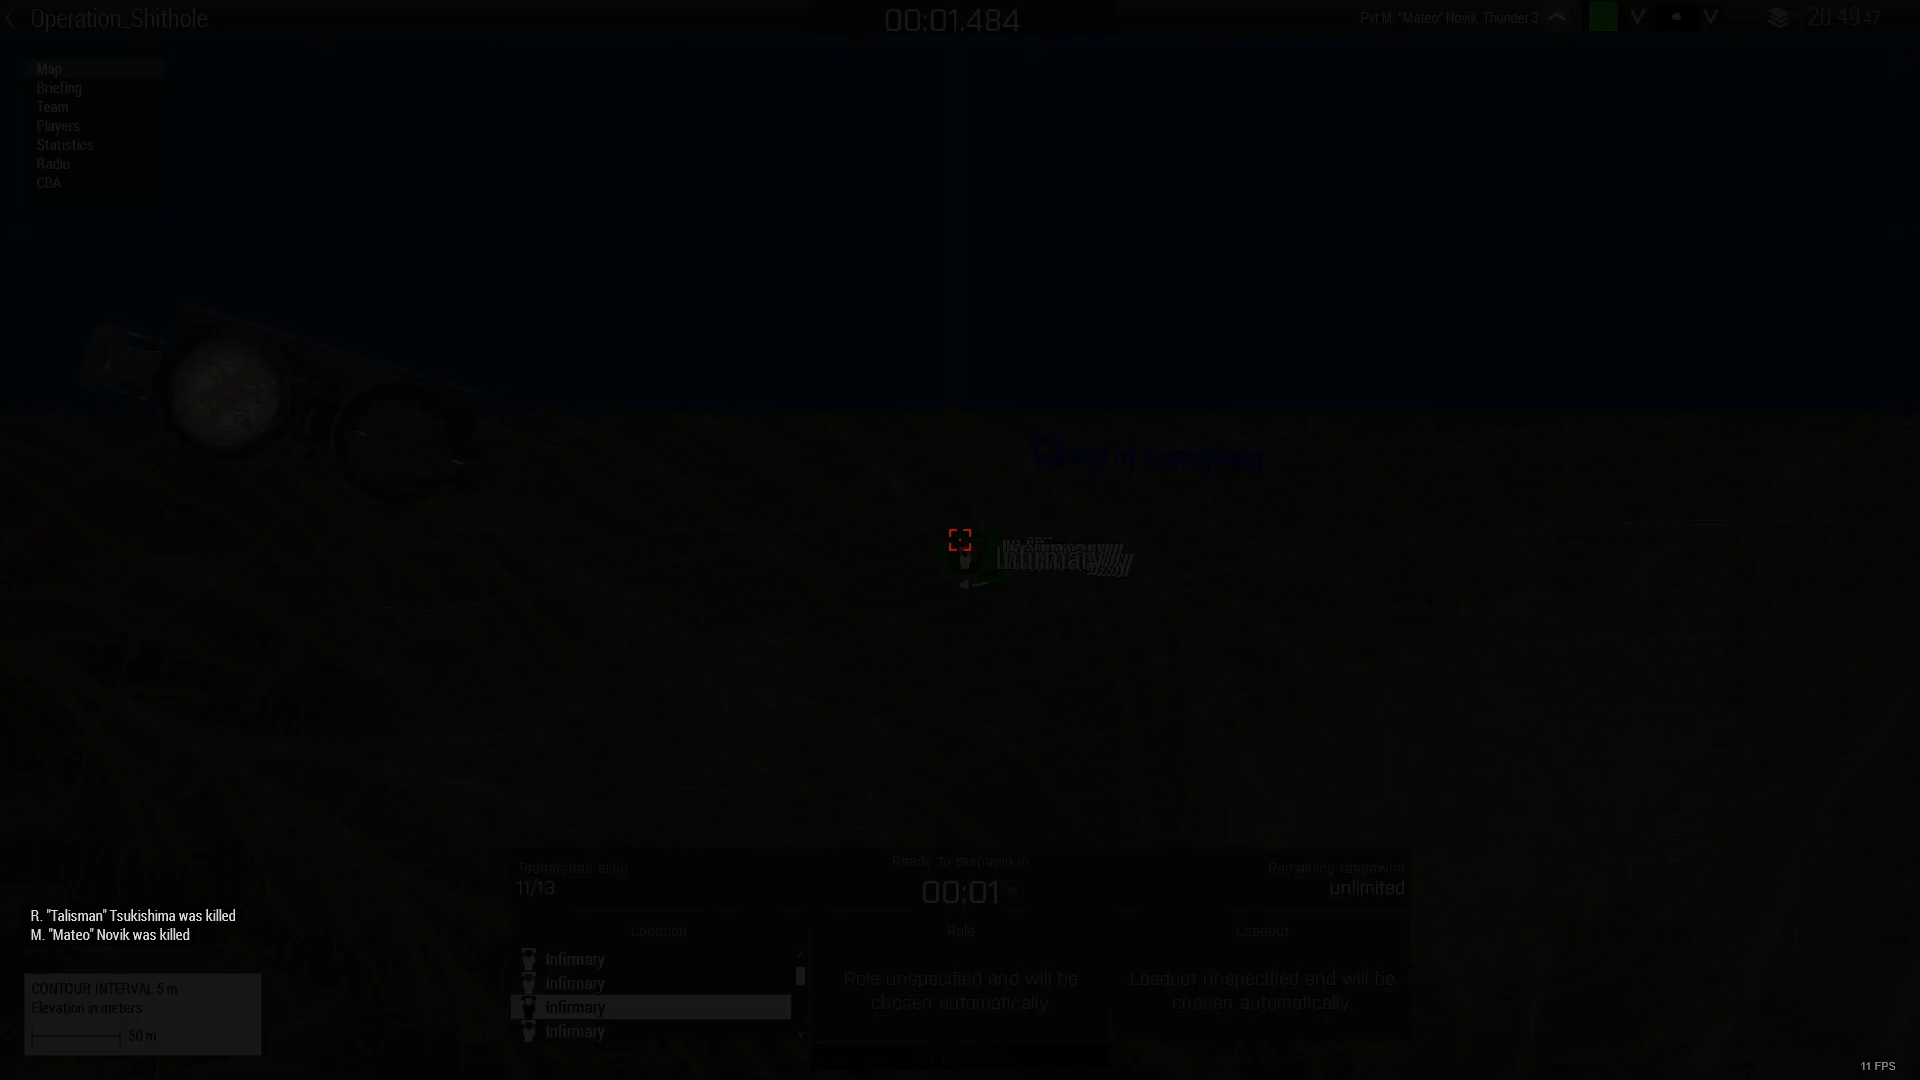 Operation_Shithole
00:01.484
Pvt M. "Mateo" Novik, Thunder 3
20:49 47
Map
Briefing
Team
Players
Statistics
Radio
CBA
Infirmary
Teammates alive
11/13
Ready to respawn in
00:01
Remaining respawns
unlimited
R. "Talisman" Tsukishima was killed
M. "Mateo" Novik was killed
Location
Role
Loadout
Infirmary
Infirmary
Infirmary
Infirmary
Role unspecified and will be
chosen automatically.
Loadout unspecified and will be
chosen automatically.
CONTOUR INTERVAL 5 m
Elevation in meters
50 m
11 FPS